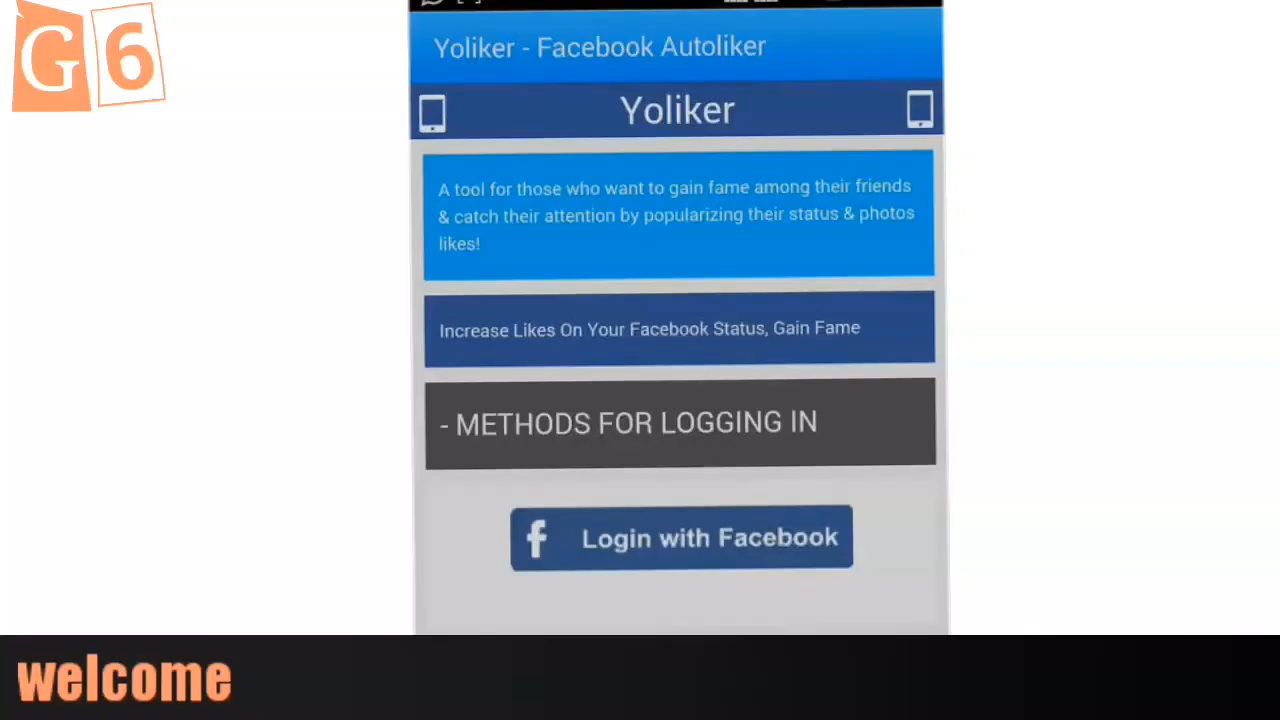 G6
Yoliker - Facebook Autoliker
Yoliker
A tool for those who want to gain fame among their friends
& catch their attention by popularizing their status & photos
likes!
Increase Likes On Your Facebook Status, Gain Fame
- METHODS FOR LOGGING IN
f Login with Facebook
welcome